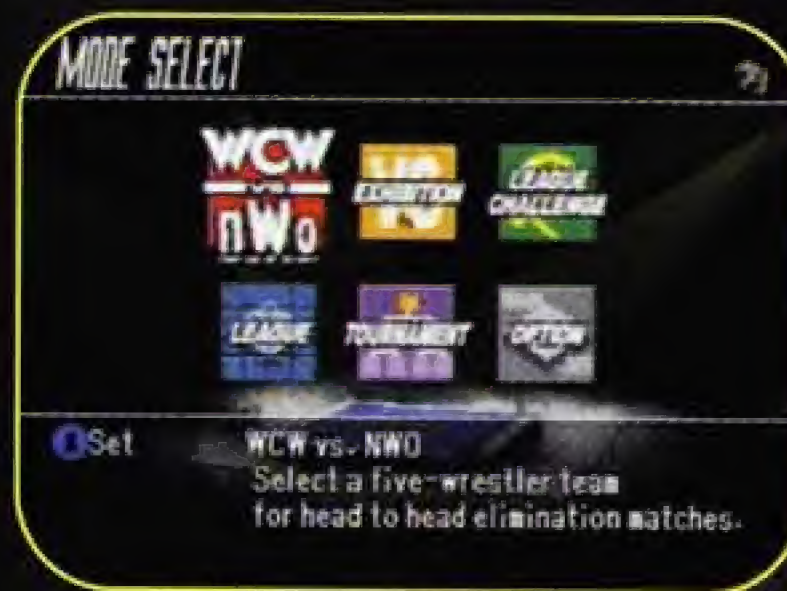 MODE SELECT
WCW
vs
nWo
EXHIBITION
LEAGUE
CHALLENGE
LEAGUE
TOURNAMENT
OPTION
Set
WCW vs. NWO
Select a five-wrestler team
for head to head elimination matches.